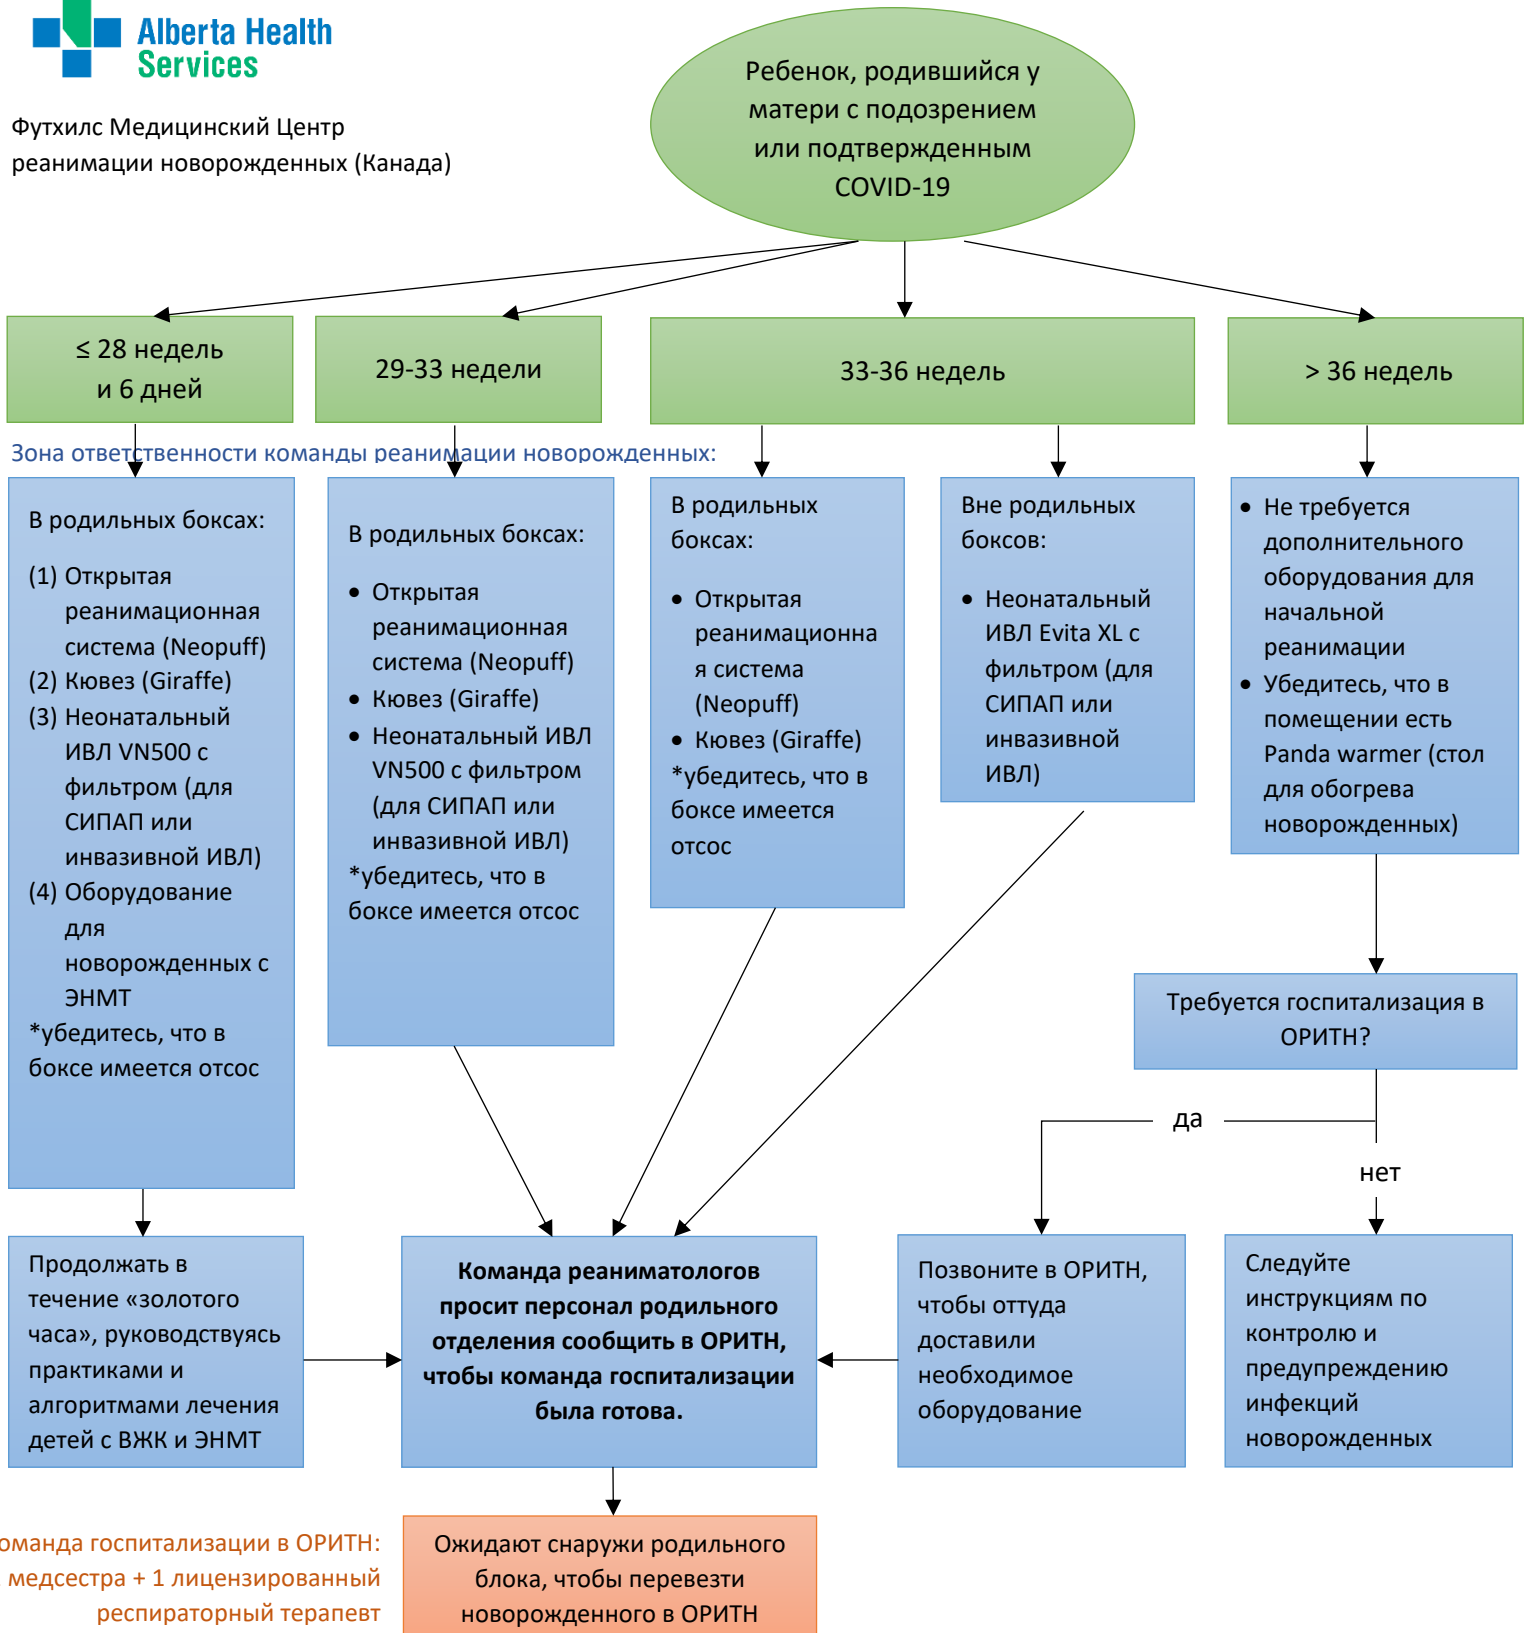 Alberta Health
Services
Футхилс Медицинский Центр
реанимации новорожденных (Канада)
Ребенок, родившийся у
матери с подозрением
или подтвержденным
COVID-19
≤ 28 недель
и 6 дней
29-33 недели
33-36 недель
> 36 недель
Зона ответственности команды реанимации новорожденных:
В родильных боксах:
(1) Открытая
реанимационная
система (Neopuff)
(2) Кювез (Giraffe)
(3) Неонатальный
ИВЛ VN500 с
фильтром (для
СИПАП или
инвазивной ИВЛ)
(4) Оборудование
для
новорожденных с
ЭНМТ
*убедитесь, что в
боксе имеется отсос
В родильных боксах:
• Открытая
реанимационная
система (Neopuff)
• Кювез (Giraffe)
• Неонатальный ИВЛ
VN500 с фильтром
(для СИПАП или
инвазивной ИВЛ)
*убедитесь, что в
боксе имеется отсос
В родильных
боксах:
• Открытая
реанимационна
я система
(Neopuff)
• Кювез (Giraffe)
*убедитесь, что в
боксе имеется
отсос
Вне родильных
боксов:
• Неонатальный
ИВЛ Evita XL с
фильтром (для
СИПАП или
инвазивной
ИВЛ)
• Не требуется
дополнительного
оборудования для
начальной
реанимации
• Убедитесь, что в
помещении есть
Panda warmer (стол
для обогрева
новорожденных)
Требуется госпитализация в
ОРИТН?
да
нет
Продолжать в
течение «золотого
часа», руководствуясь
практиками и
алгоритмами лечения
детей с ВЖК и ЭНМТ
Команда реаниматологов
просит персонал родильного
отделения сообщить в ОРИТН,
чтобы команда госпитализации
была готова.
Позвоните в ОРИТН,
чтобы оттуда
доставили
необходимое
оборудование
Следуйте
инструкциям по
контролю и
предупреждению
инфекций
новорожденных
оманда госпитализации в ОРИТН:
медсестра + 1 лицензированный
респираторный терапевт
Ожидают снаружи родильного
блока, чтобы перевезти
новорожденного в ОРИТН